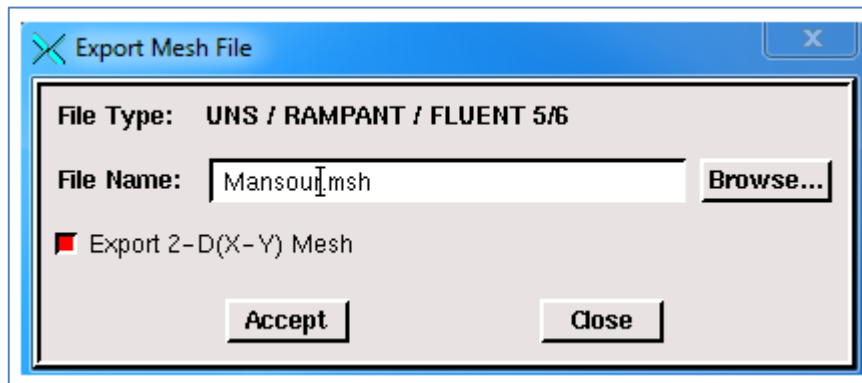 Export Mesh File
x
File Type: UNS / RAMPANT / FLUENT 5/6
File Name: Mansour.msh Browse...
Export 2-D(X-Y) Mesh
Accept Close